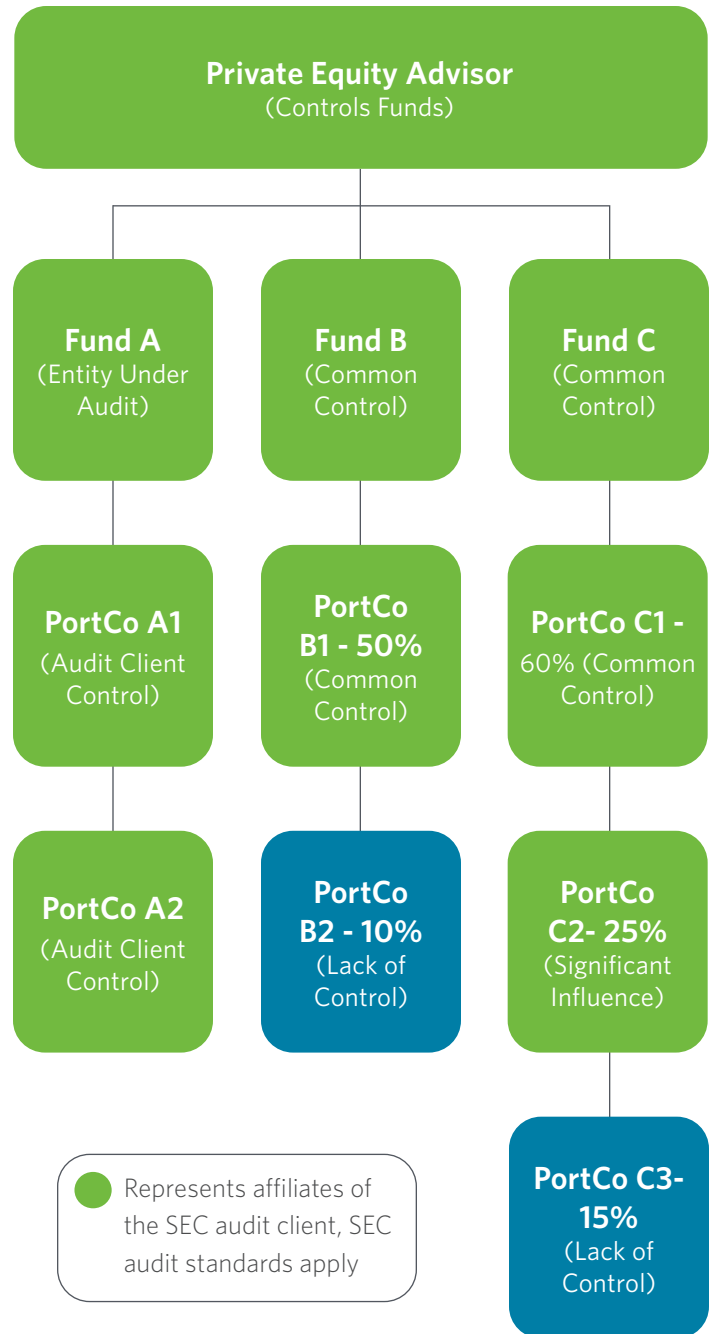 Private Equity Advisor
(Controls Funds)
Fund A
(Entity Under
Audit)
Fund B
(Common
Control)
Fund C
(Common
Control)
PortCo A1
(Audit Client
Control)
PortCo
B1 - 50%
(Common
Control)
PortCo C1 -
60% (Common
Control)
PortCo A2
(Audit Client
Control)
PortCo
B2 - 10%
(Lack of
Control)
PortCo
C2- 25%
(Significant
Influence)
PortCo C3-
15%
(Lack of
Control)
Represents affiliates of
the SEC audit client, SEC
audit standards apply